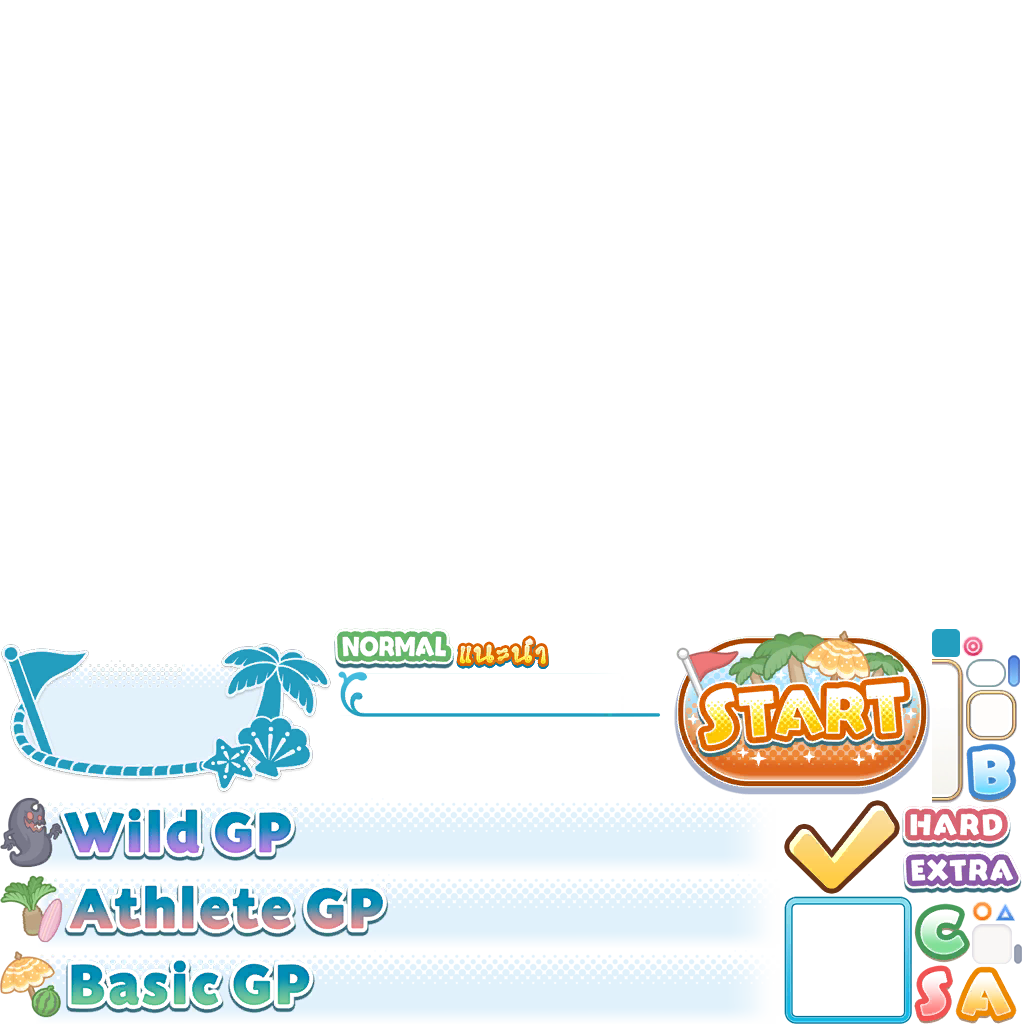 NORMAL
แนะนำ
START
B
Wild GP
HARD
EXTRA
Athlete GP
C
Basic GP
S
A